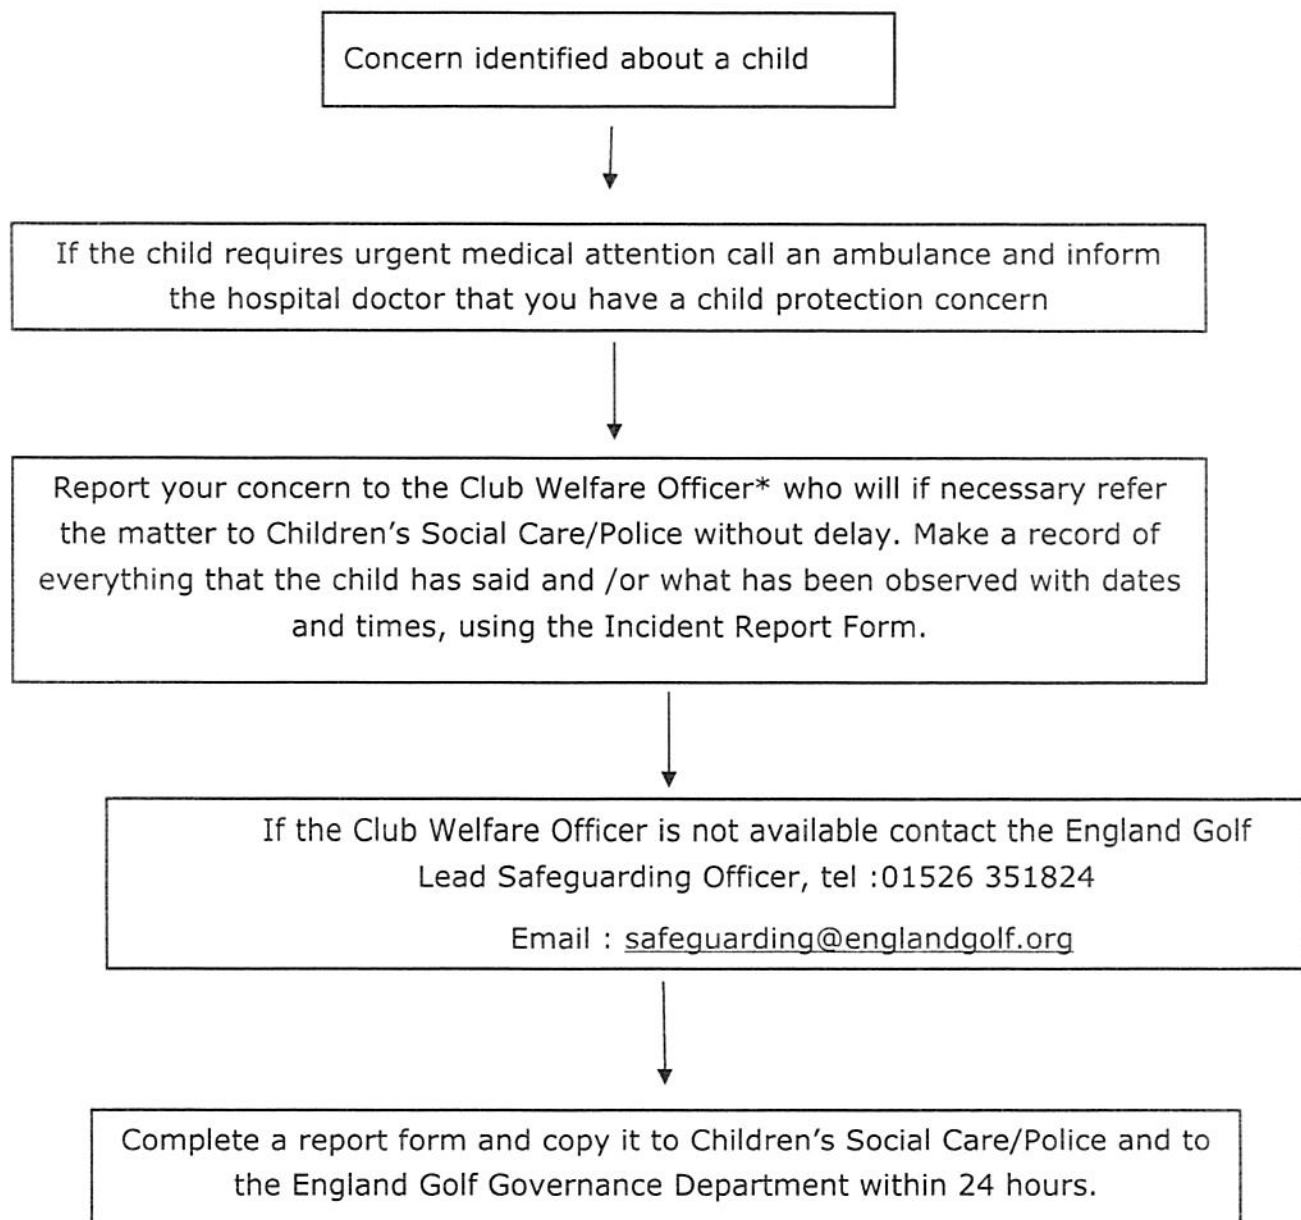 Concern identified about a child
If the child requires urgent medical attention call an ambulance and inform
the hospital doctor that you have a child protection concern
Report your concern to the Club Welfare Officer* who will if necessary refer
the matter to Children’s Social Care/Police without delay. Make a record of
everything that the child has said and /or what has been observed with dates
and times, using the Incident Report Form.
If the Club Welfare Officer is not available contact the England Golf
Lead Safeguarding Officer, tel :01526 351824
Email : safeguarding@englandgolf.org
Complete a report form and copy it to Children’s Social Care/Police and to
the England Golf Governance Department within 24 hours.